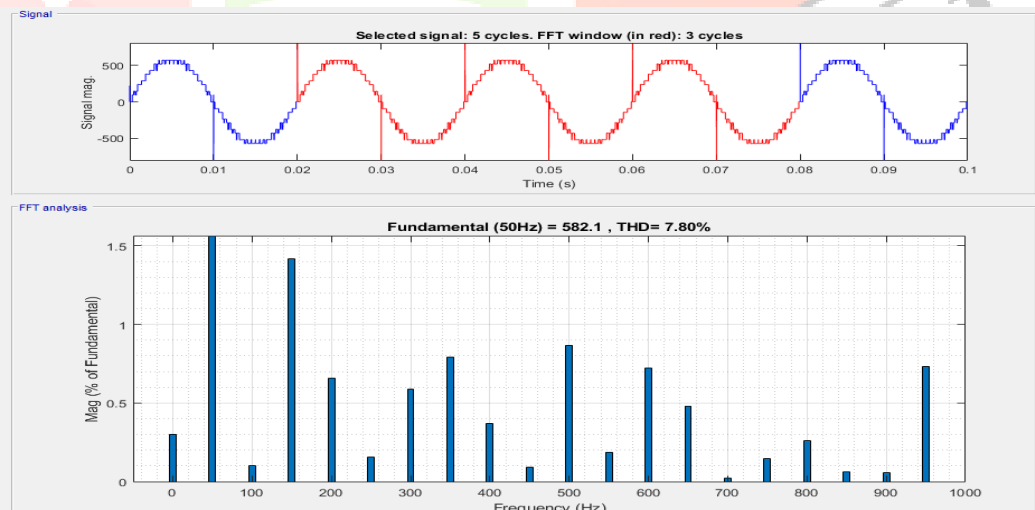 Signal
Selected signal: 5 cycles. FFT window (in red): 3 cycles
Signal mag.
500
0
-500
0 0.01 0.02 0.03 0.04 0.05 0.06 0.07 0.08 0.09 0.1
Time (s)
FFT analysis
Fundamental (50Hz) = 582.1 , THD= 7.80%
Mag (% of Fundamental)
1.5
1
0.5
0
0 100 200 300 400 500 600 700 800 900 1000
Frequency (Hz)